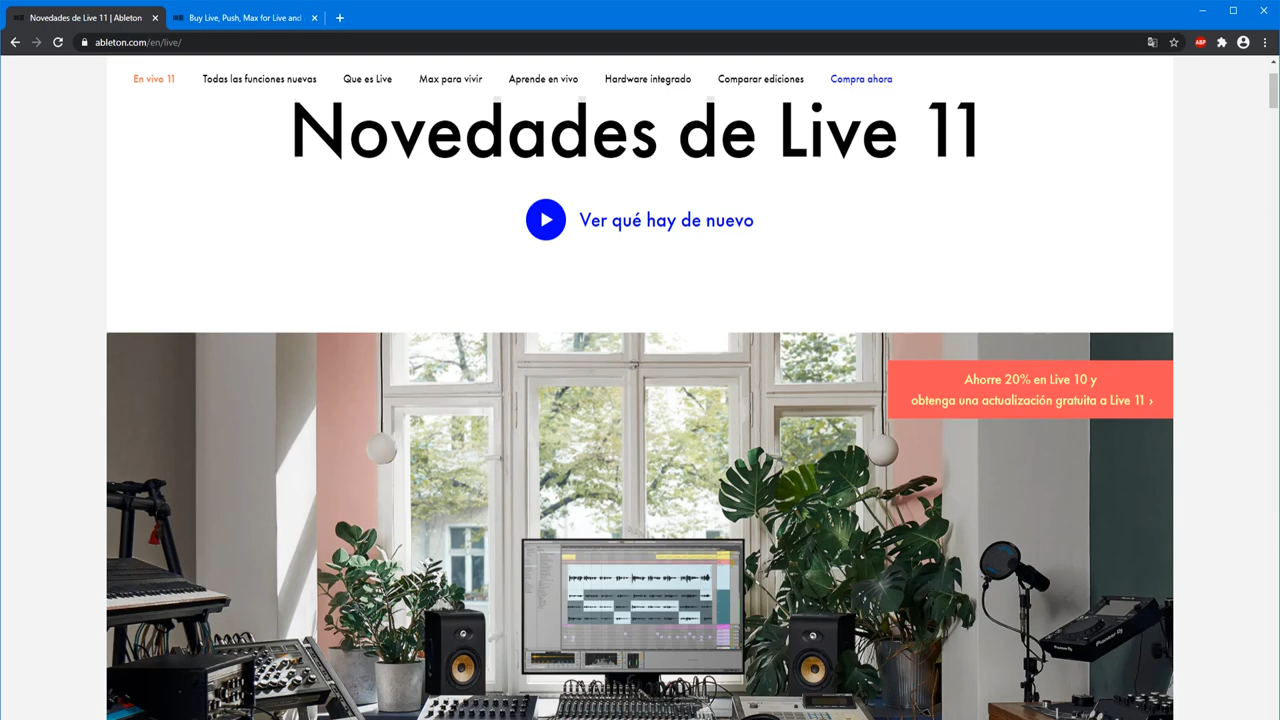 Novedades de Live 11 | Ableton
Buy Live, Push, Max for Live and
ableton.com/en/live/
ABP
En vivo 11
Todas las funciones nuevas
Que es Live
Max para vivir
Aprende en vivo
Hardware integrado
Comparar ediciones
Compra ahora
Novedades de Live 11
Ver qué hay de nuevo
Ahorre 20% en Live 10 y
obtenga una actualización gratuita a Live 11 ›
Pioneer DJ